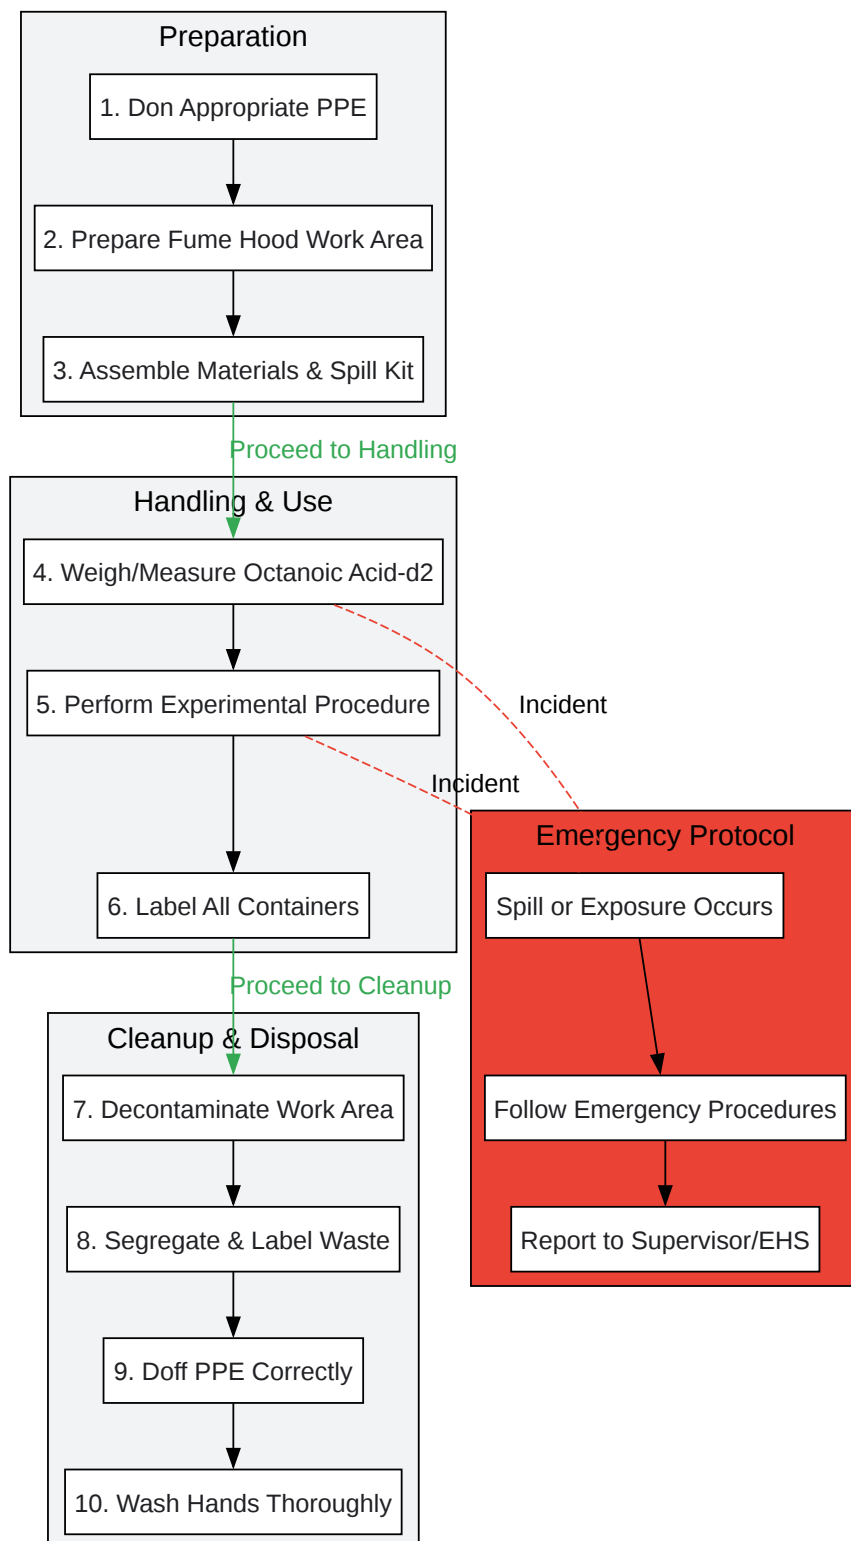 Preparation
1. Don Appropriate PPE
2. Prepare Fume Hood Work Area
3. Assemble Materials & Spill Kit
Proceed to Handling
Handling & Use
4. Weigh/Measure Octanoic Acid-d2
5. Perform Experimental Procedure
Incident
Incident
6. Label All Containers
Emergency Protocol
Spill or Exposure Occurs
Follow Emergency Procedures
Report to Supervisor/EHS
Proceed to Cleanup
Cleanup & Disposal
7. Decontaminate Work Area
8. Segregate & Label Waste
9. Doff PPE Correctly
10. Wash Hands Thoroughly